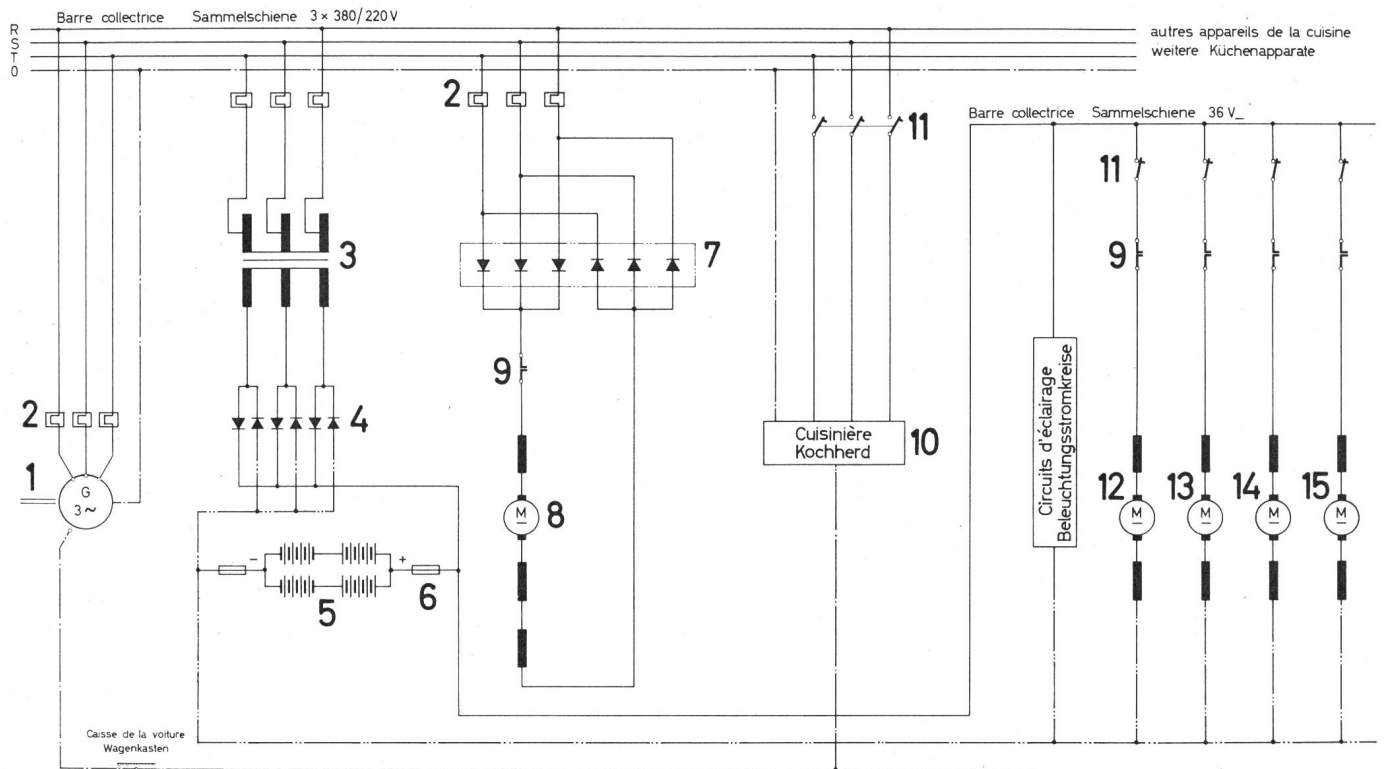 Barre collectrice Sammelschiene 3 × 380/220 V
R
S
T
0
autres appareils de la cuisine
weitere Küchenapparate
2
11
Barre collectrice Sammelschiene 36 V_
11
3
7
9
9
4
2
Cuisinière
Kochherd
10
Circuits d'éclairage
Beleuchtungsstromkreise
1
G
3~
8
M
12
M
13
M
14
M
15
M
- +
5
6
Caisse de la voiture
Wagenkasten